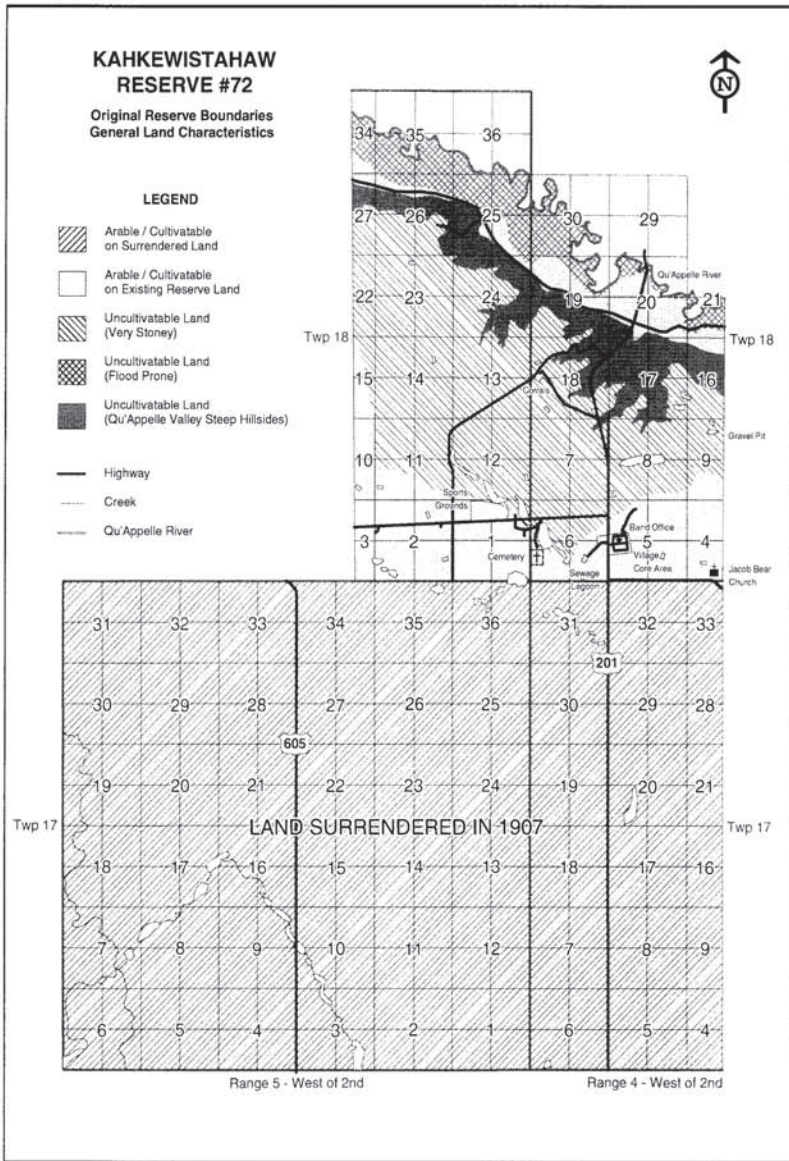 KAHKEWISTAHAW
RESERVE #72
Original Reserve Boundaries
General Land Characteristics
N
LEGEND
Arable / Cultivatable
on Surrendered Land
Arable / Cultivatable
on Existing Reserve Land
Uncultivatable Land
(Very Stoney)
Uncultivatable Land
(Flood Prone)
Uncultivatable Land
(Qu'Appelle Valley Steep Hillsides)
Highway
Creek
Qu'Appelle River
34 35 36
27 26 25 30 29
Qu'Appelle River
22 23 24 19 20 21
Twp 18 Twp 18
15 14 13 18 17 16
Corrals
Gravel Pit
10 11 12 7 8 9
Sports
Grounds
Band Office
3 2 1 6 5 4
Cemetery
Village
Core Area
Sewage
Lagoon
Jacob Bear
Church
31 32 33 34 35 36 31 32 33
201
30 29 28 27 26 25 30 29 28
605
19 20 21 22 23 24 19 20 21
Twp 17 LAND SURRENDERED IN 1907 Twp 17
18 17 16 15 14 13 18 17 16
7 8 9 10 11 12 7 8 9
6 5 4 3 2 1 6 5 4
Range 5 - West of 2nd Range 4 - West of 2nd